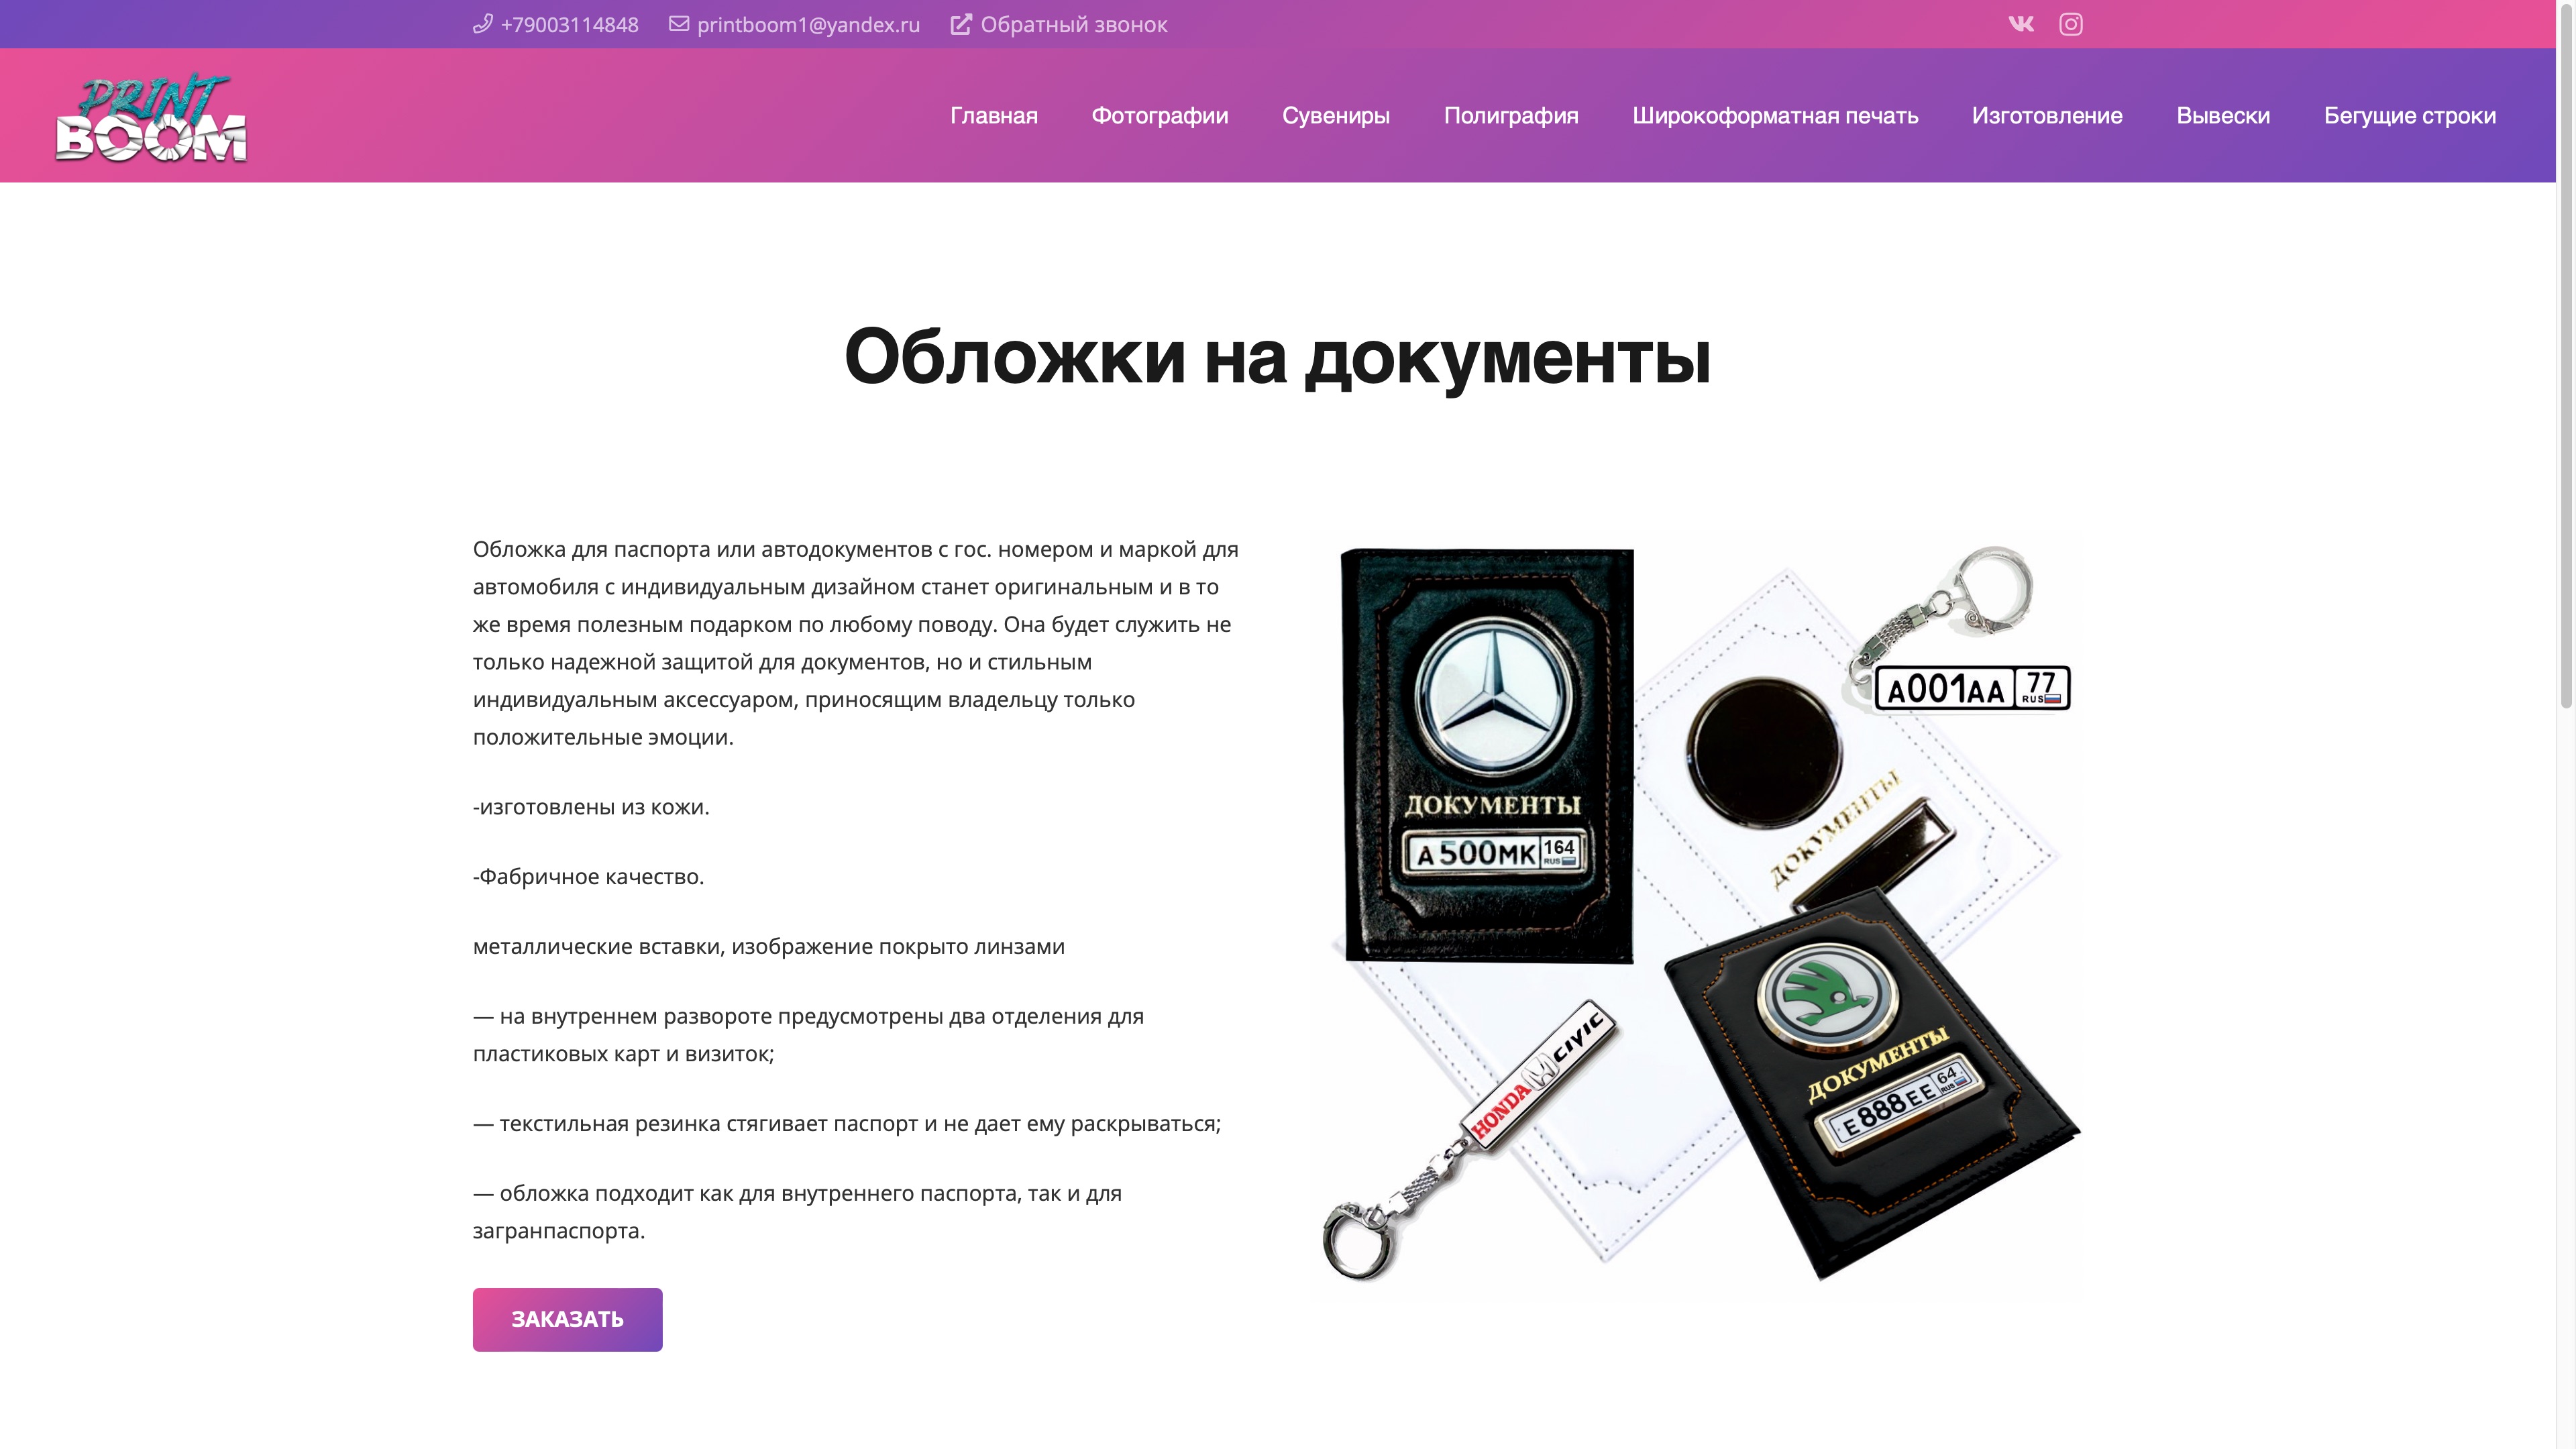 +79003114848 printboom1@yandex.ru Обратный звонок
PRINT
BOOM
Главная Фотографии Сувениры Полиграфия Широкоформатная печать Изготовление Вывески Бегущие строки
Обложки на документы
Обложка для паспорта или автодокументов с гос. номером и маркой для
автомобиля с индивидуальным дизайном станет оригинальным и в то
же время полезным подарком по любому поводу. Она будет служить не
только надежной защитой для документов, но и стильным
индивидуальным аксессуаром, приносящим владельцу только
положительные эмоции.
-изготовлены из кожи.
-Фабричное качество.
металлические вставки, изображение покрыто линзами
— на внутреннем развороте предусмотрены два отделения для
пластиковых карт и визиток;
— текстильная резинка стягивает паспорт и не дает ему раскрываться;
— обложка подходит как для внутреннего паспорта, так и для
загранпаспорта.
ЗАКАЗАТЬ
ДОКУМЕНТЫ
А500МК 164 RUS
ДОКУМЕНТЫ
А001АА 77 RUS
HONDA CIVIC
ДОКУМЕНТЫ
Е888ЕЕ 64 RUS